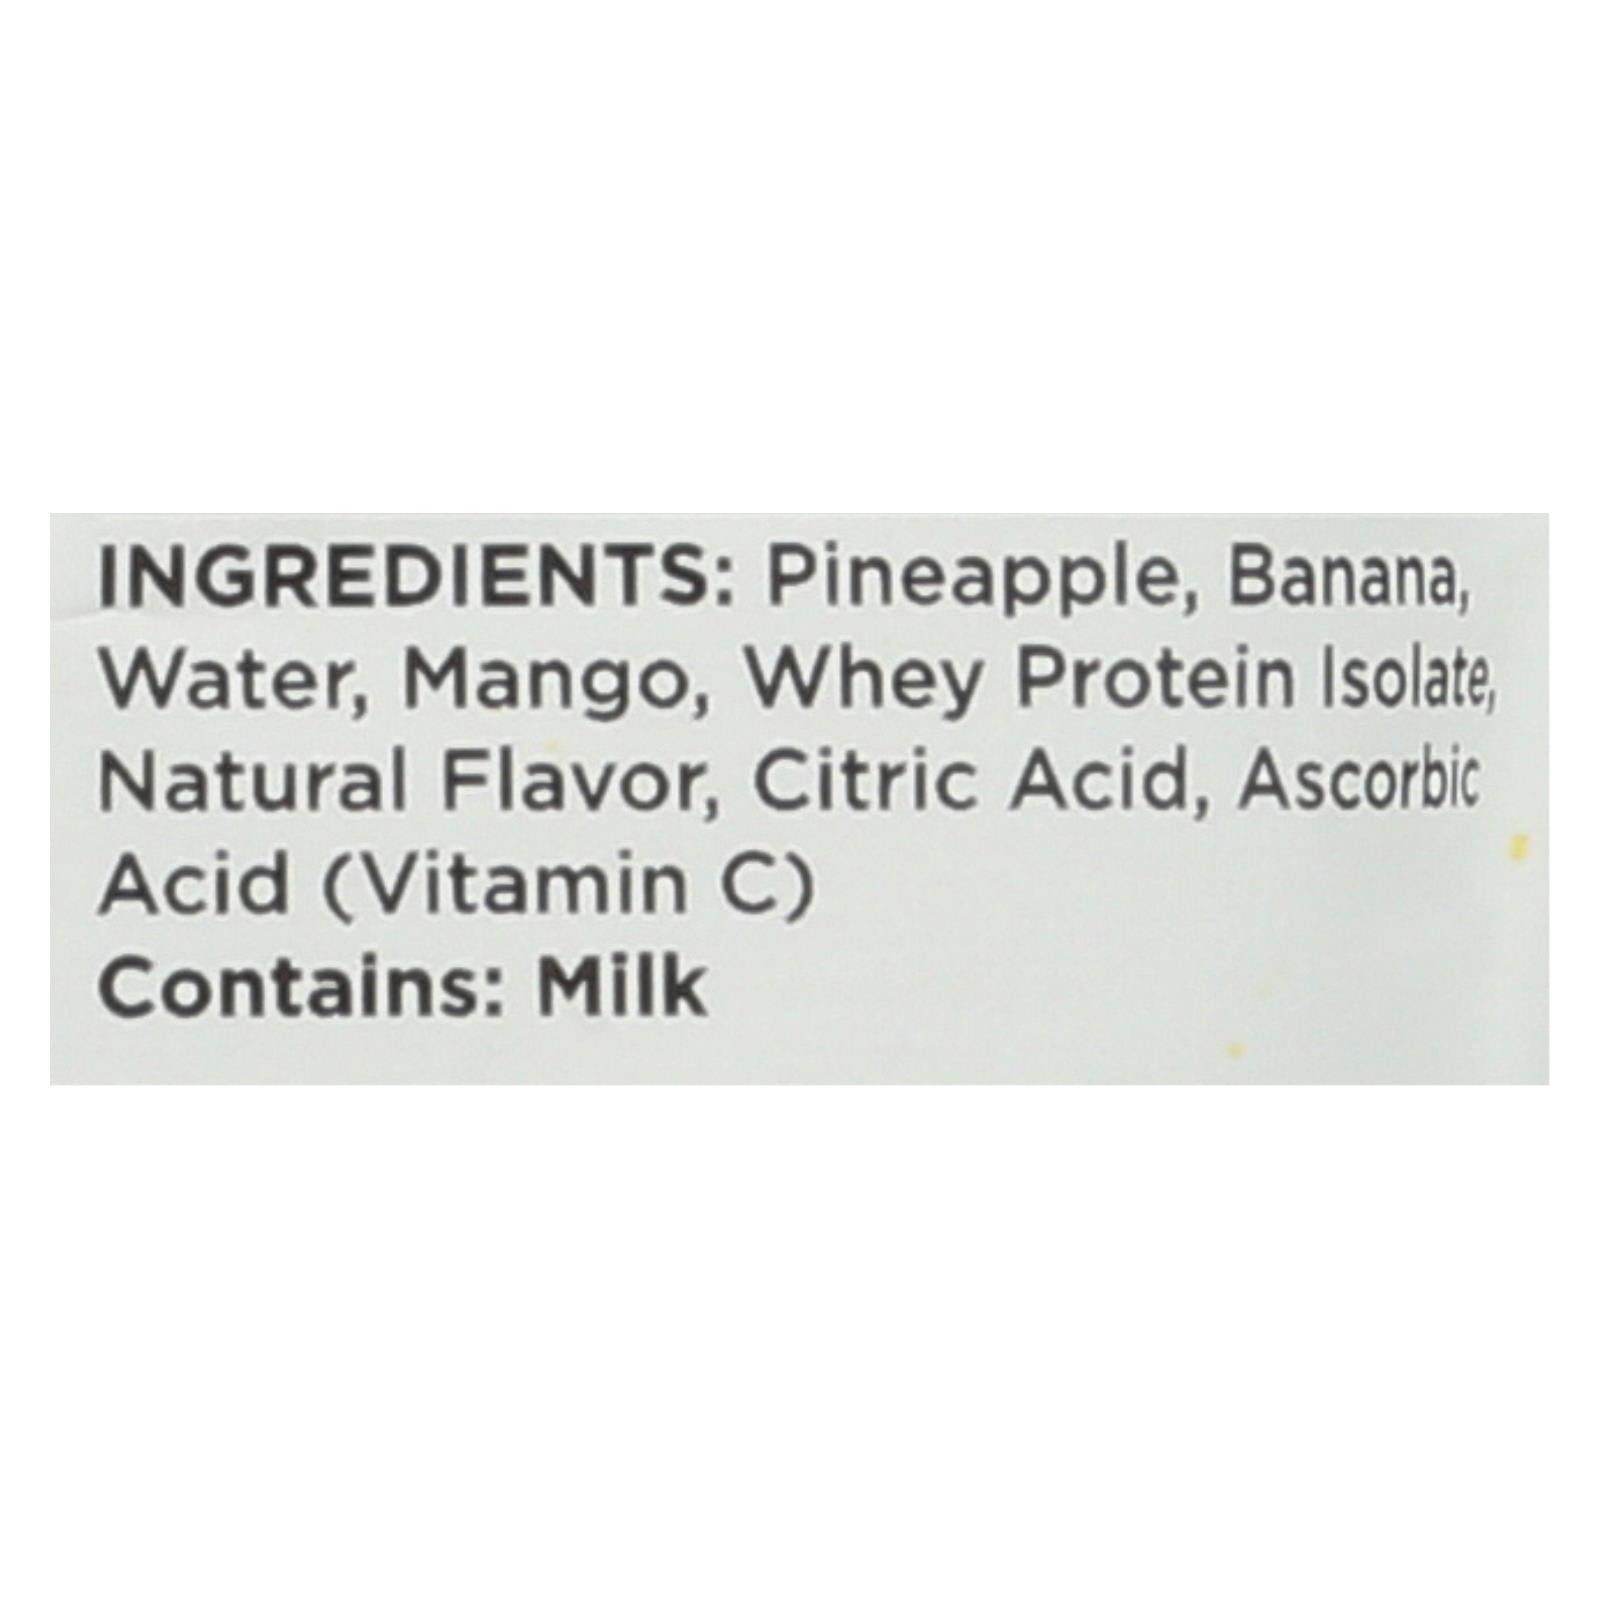 INGREDIENTS: Pineapple, Banana,
Water, Mango, Whey Protein Isolate,
Natural Flavor, Citric Acid, Ascorbic
Acid (Vitamin C)
Contains: Milk